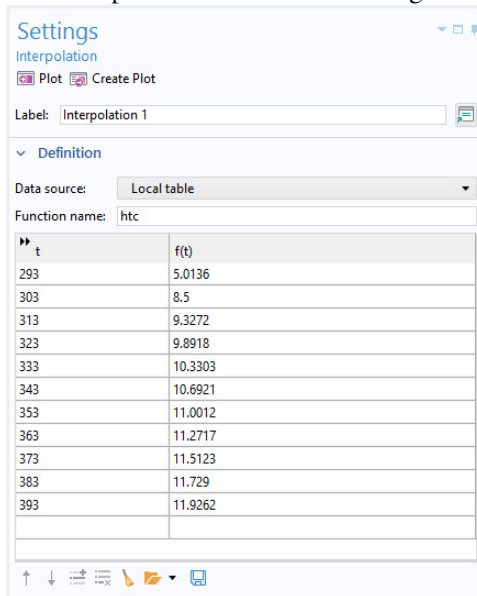 Settings
Interpolation
Plot Create Plot
Label: Interpolation 1
Definition
Data source: Local table
Function name: htc
t f(t)
293 5.0136
303 8.5
313 9.3272
323 9.8918
333 10.3303
343 10.6921
353 11.0012
363 11.2717
373 11.5123
383 11.729
393 11.9262